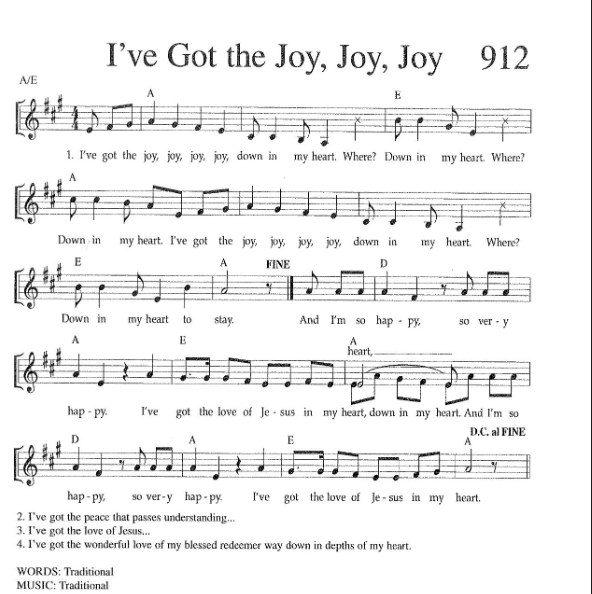 I've Got the Joy, Joy, Joy 912
A/E
A E
1. I've got the joy, joy, joy, joy, down in my heart. Where? Down in my heart. Where?
A
Down in my heart. I've got the joy, joy, joy, joy, down in my heart. Where?
E A FINE D
Down in my heart to stay. And I'm so hap - py, so ver - y
A E A
heart,
hap - py. I've got the love of Je - sus in my heart, down in my heart. And I'm so
D.C. al FINE
D A E A
hap - py, so ver - y hap - py. I've got the love of Je - sus in my heart.
2. I've got the peace that passes understanding...
3. I've got the love of Jesus...
4. I've got the wonderful love of my blessed redeemer way down in depths of my heart.
WORDS: Traditional
MUSIC: Traditional